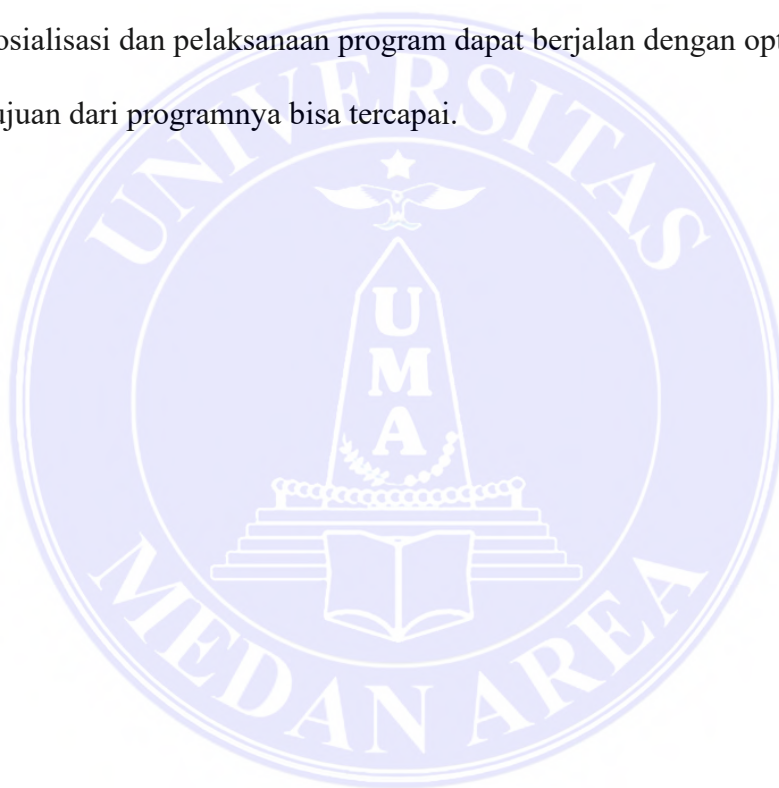 osialisasi dan pelaksanaan program dapat berjalan dengan opt
ujuan dari programnya bisa tercapai.
UNIVERSITAS
U
M
A
MEDAN AREA